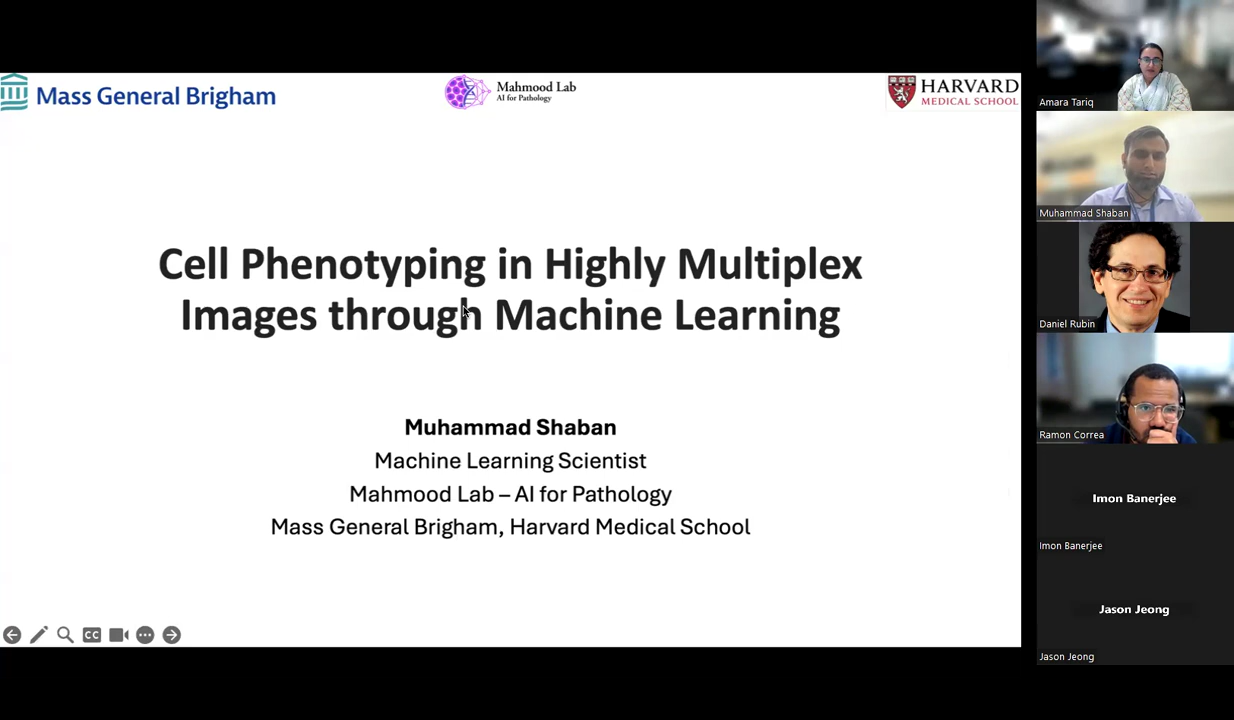 Mass General Brigham
Mahmood Lab
AI for Pathology
HARVARD
MEDICAL SCHOOL
Cell Phenotyping in Highly Multiplex
Images through Machine Learning
Muhammad Shaban
Machine Learning Scientist
Mahmood Lab – AI for Pathology
Mass General Brigham, Harvard Medical School
CC
Amara Tariq
Muhammad Shaban
Daniel Rubin
Ramon Correa
Imon Banerjee
Imon Banerjee
Jason Jeong
Jason Jeong